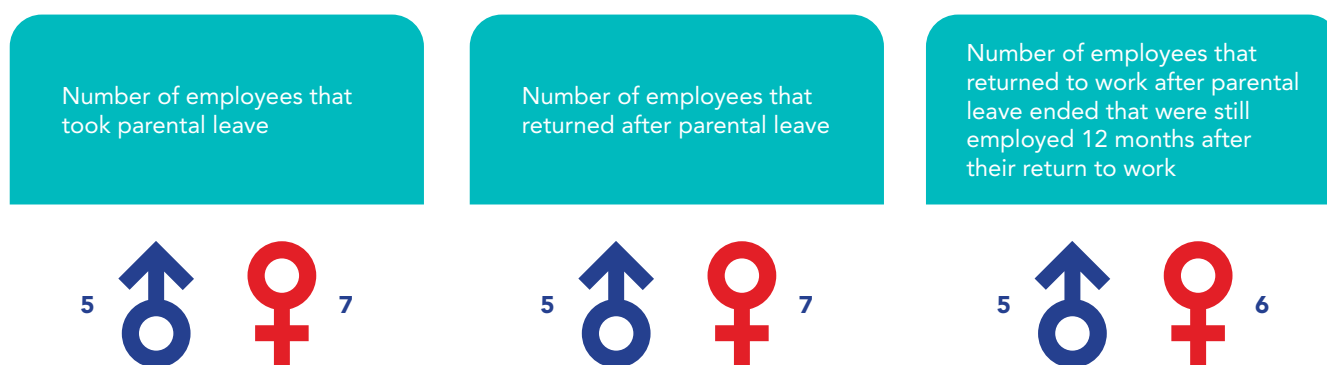 Number of employees that
took parental leave
Number of employees that
returned after parental leave
Number of employees that
returned to work after parental
leave ended that were still
employed 12 months after
their return to work
5
7
5
7
5
6